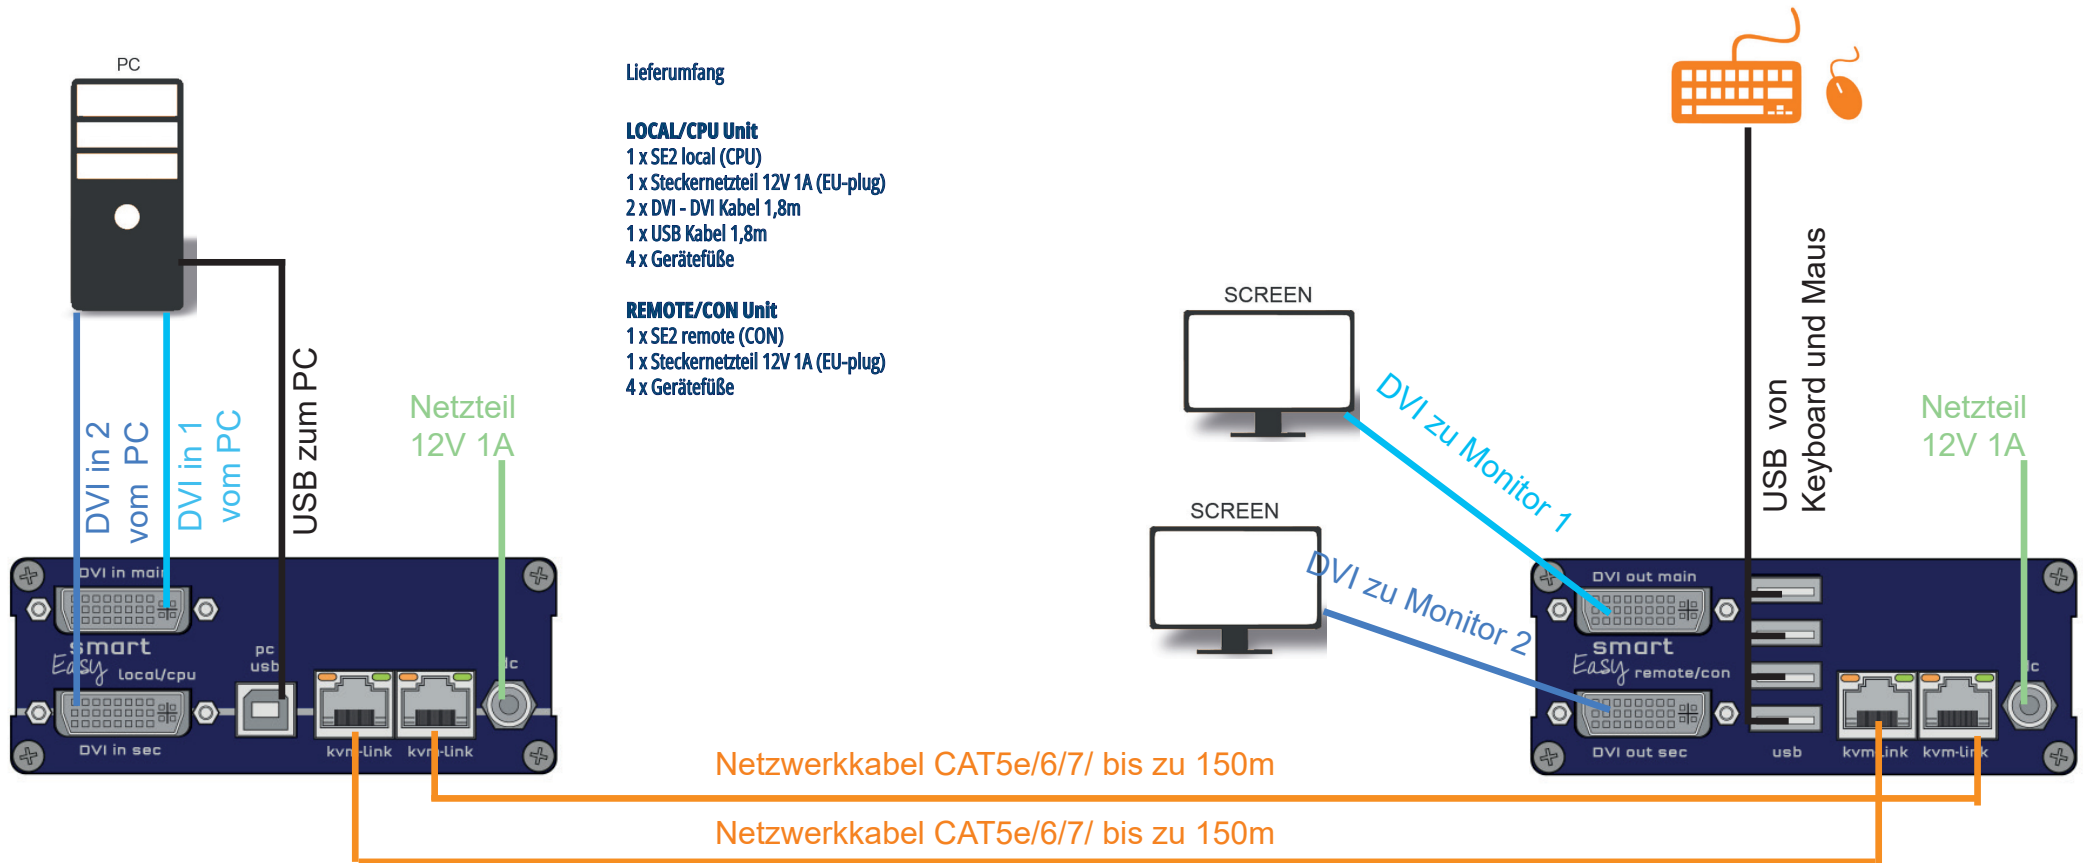 PC
Lieferumfang
LOCAL/CPU Unit
1 x SE2 local (CPU)
1 x Steckernetzteil 12V 1A (EU-plug)
2 x DVI - DVI Kabel 1,8m
1 x USB Kabel 1,8m
4 x Gerätefüße
REMOTE/CON Unit
1 x SE2 remote (CON)
1 x Steckernetzteil 12V 1A (EU-plug)
4 x Gerätefüße
DVI in 2
vom PC
DVI in 1
vom PC
USB zum PC
Netzteil
12V 1A
SCREEN
SCREEN
DVI zu Monitor 1
DVI zu Monitor 2
USB von
Keyboard und Maus
Netzteil
12V 1A
DVI in main
smart
Easy local/cpu
DVI in sec
pc
usb
kvm-link
kvm-link
dc
DVI out main
smart
Easy remote/con
DVI out sec
usb
kvm-link
kvm-link
dc
Netzwerkkabel CAT5e/6/7/ bis zu 150m
Netzwerkkabel CAT5e/6/7/ bis zu 150m